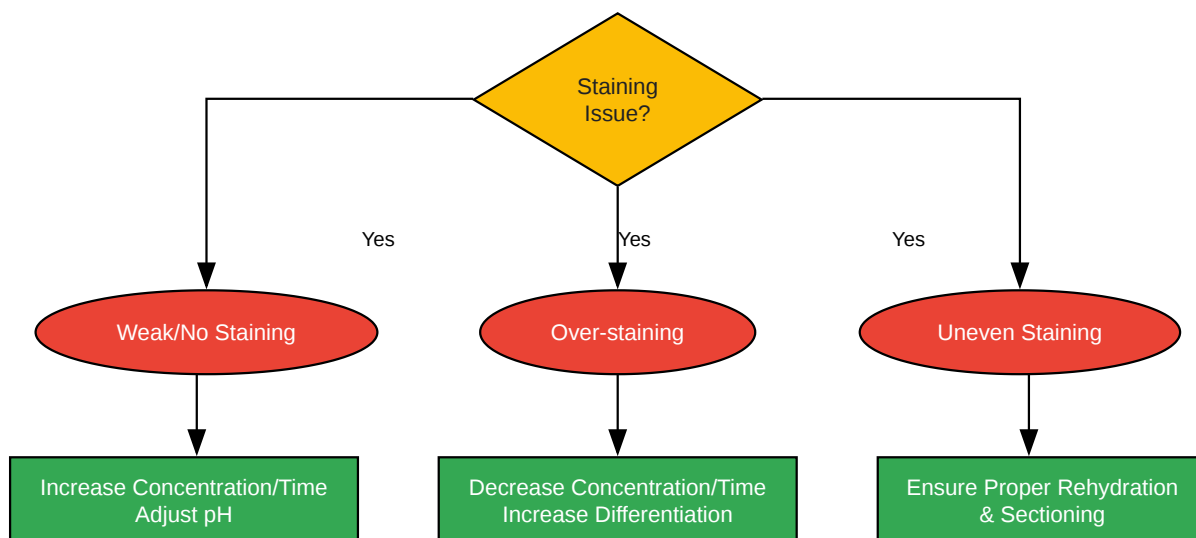 Staining
Issue?
Yes
Yes
Yes
Weak/No Staining
Over-staining
Uneven Staining
Increase Concentration/Time
Adjust pH
Decrease Concentration/Time
Increase Differentiation
Ensure Proper Rehydration
& Sectioning